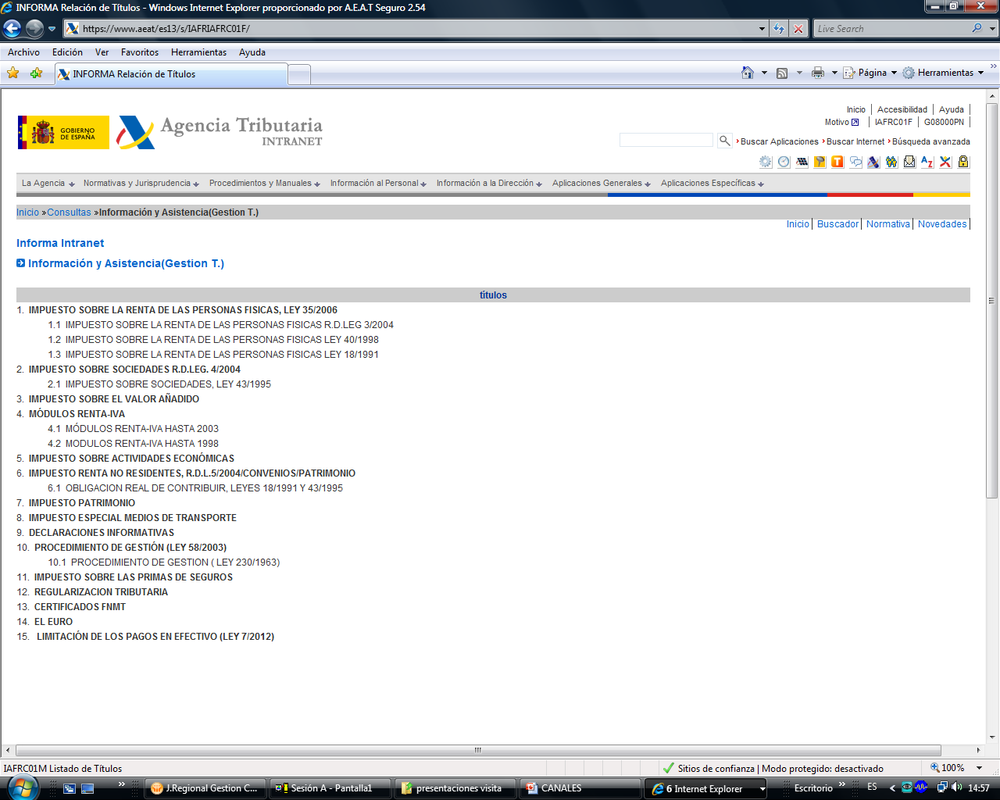 INFORMA Relación de Títulos - Windows Internet Explorer proporcionado por A.E.A.T Seguro 2.54
https://www.aeat/es13/s/IAFRIAFRC01F/
Live Search
Archivo Edición Ver Favoritos Herramientas Ayuda
INFORMA Relación de Títulos
Página Herramientas
Inicio Accesibilidad Ayuda
Motivo IAFRC01F G08000PN
GOBIERNO DE ESPAÑA
Agencia Tributaria
INTRANET
Buscar Aplicaciones Buscar Internet Búsqueda avanzada
La Agencia Normativas y Jurisprudencia Procedimientos y Manuales Información al Personal Información a la Dirección Aplicaciones Generales Aplicaciones Específicas
Inicio »Consultas »Información y Asistencia(Gestion T.)
Inicio Buscador Normativa Novedades
Informa Intranet
Información y Asistencia(Gestion T.)
títulos
1. IMPUESTO SOBRE LA RENTA DE LAS PERSONAS FISICAS, LEY 35/2006
1.1 IMPUESTO SOBRE LA RENTA DE LAS PERSONAS FISICAS R.D.LEG 3/2004
1.2 IMPUESTO SOBRE LA RENTA DE LAS PERSONAS FISICAS LEY 40/1998
1.3 IMPUESTO SOBRE LA RENTA DE LAS PERSONAS FISICAS LEY 18/1991
2. IMPUESTO SOBRE SOCIEDADES R.D.LEG. 4/2004
2.1 IMPUESTO SOBRE SOCIEDADES, LEY 43/1995
3. IMPUESTO SOBRE EL VALOR AÑADIDO
4. MÓDULOS RENTA-IVA
4.1 MÓDULOS RENTA-IVA HASTA 2003
4.2 MODULOS RENTA-IVA HASTA 1998
5. IMPUESTO SOBRE ACTIVIDADES ECONÓMICAS
6. IMPUESTO RENTA NO RESIDENTES, R.D.L.5/2004/CONVENIOS/PATRIMONIO
6.1 OBLIGACION REAL DE CONTRIBUIR, LEYES 18/1991 Y 43/1995
7. IMPUESTO PATRIMONIO
8. IMPUESTO ESPECIAL MEDIOS DE TRANSPORTE
9. DECLARACIONES INFORMATIVAS
10. PROCEDIMIENTO DE GESTIÓN (LEY 58/2003)
10.1 PROCEDIMIENTO DE GESTION ( LEY 230/1963)
11. IMPUESTO SOBRE LAS PRIMAS DE SEGUROS
12. REGULARIZACION TRIBUTARIA
13. CERTIFICADOS FNMT
14. EL EURO
15. LIMITACIÓN DE LOS PAGOS EN EFECTIVO (LEY 7/2012)
IAFRC01M Listado de Títulos
Sitios de confianza | Modo protegido: desactivado
100%
J.Regional Gestion C... Sesión A - Pantalla1 presentaciones visita CANALES 6 Internet Explorer Escritorio ES 14:57